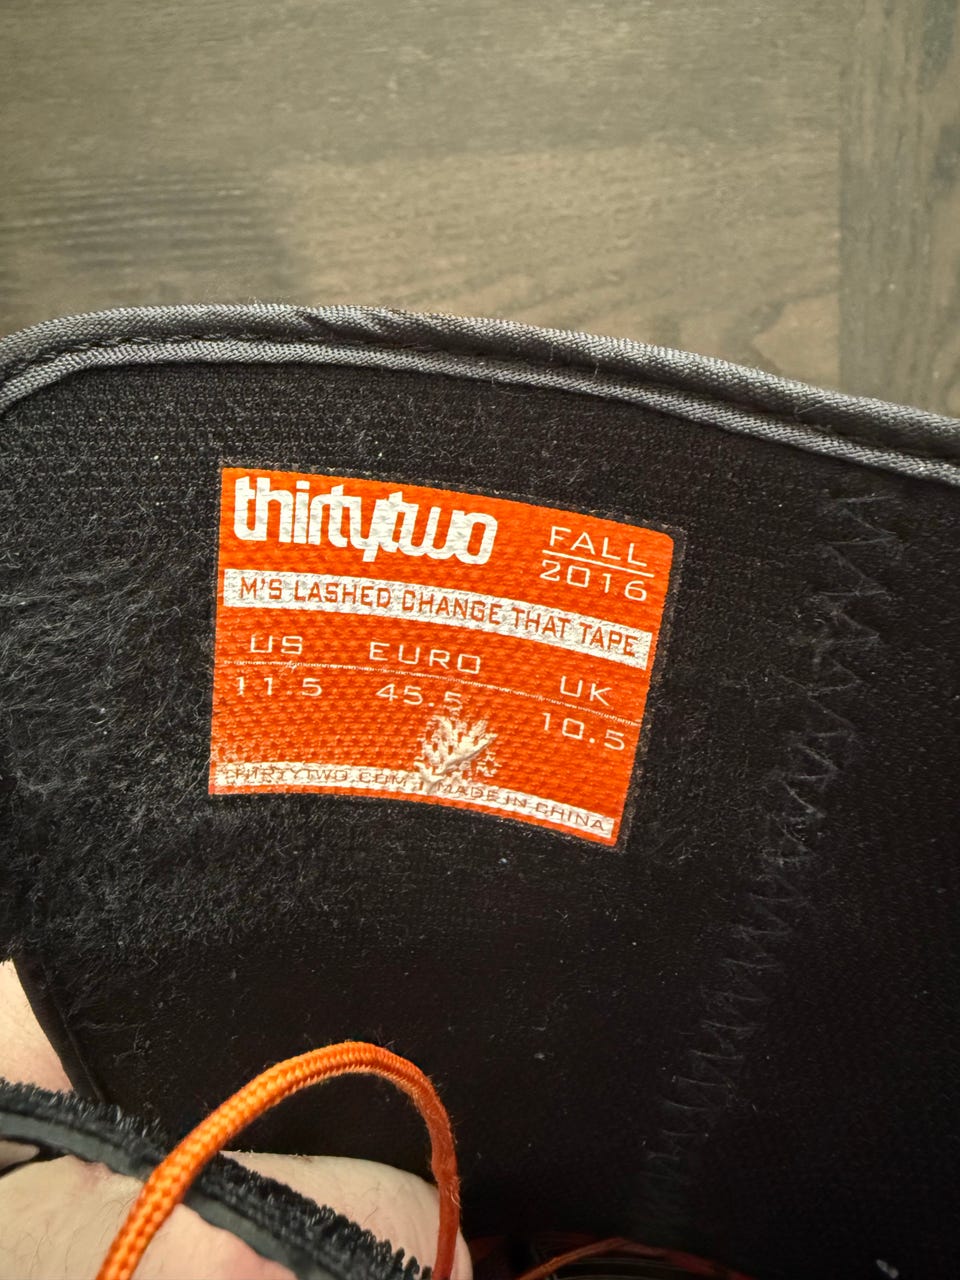 thirtytwo
FALL
2016
M'S LASHED CHANGE THAT TAPE
US EURO UK
11.5 45.5 10.5
THIRTYTWO.COM MADE IN CHINA